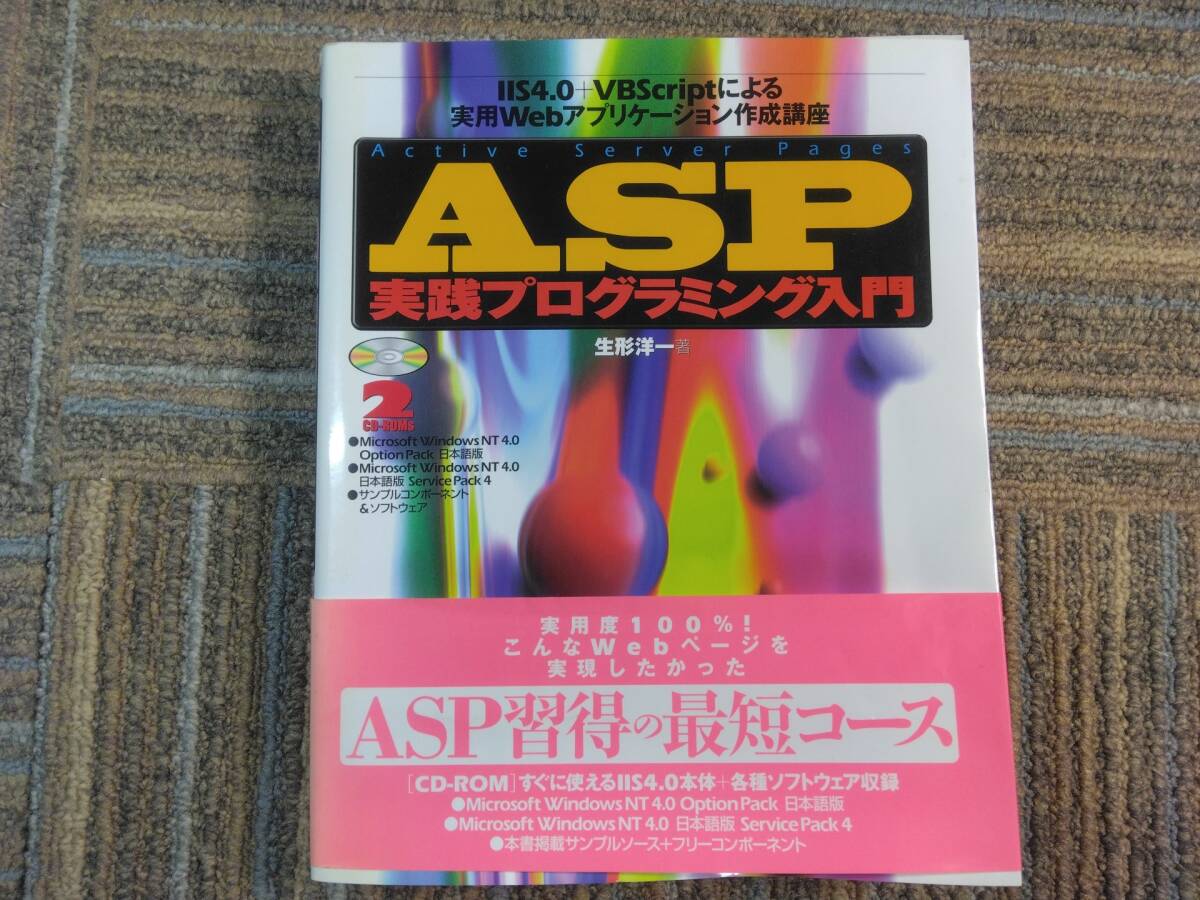 IIS4.0+VBScriptによる
実用Webアプリケーション作成講座
Active Server Pages
ASP
実践プログラミング入門
生形洋一 著
2
CD-ROMs
●Microsoft Windows NT 4.0
Option Pack 日本語版
●Microsoft Windows NT 4.0
日本語版 Service Pack 4
●サンプルコンポーネント
&ソフトウェア
実用度100%!
こんなWebページを
実現したかった
ASP習得の最短コース
[CD-ROM]すぐに使えるIIS4.0本体+各種ソフトウェア収録
●Microsoft Windows NT 4.0 Option Pack 日本語版
●Microsoft Windows NT 4.0 日本語版 Service Pack 4
●本書掲載サンプルソース+フリーコンポーネント